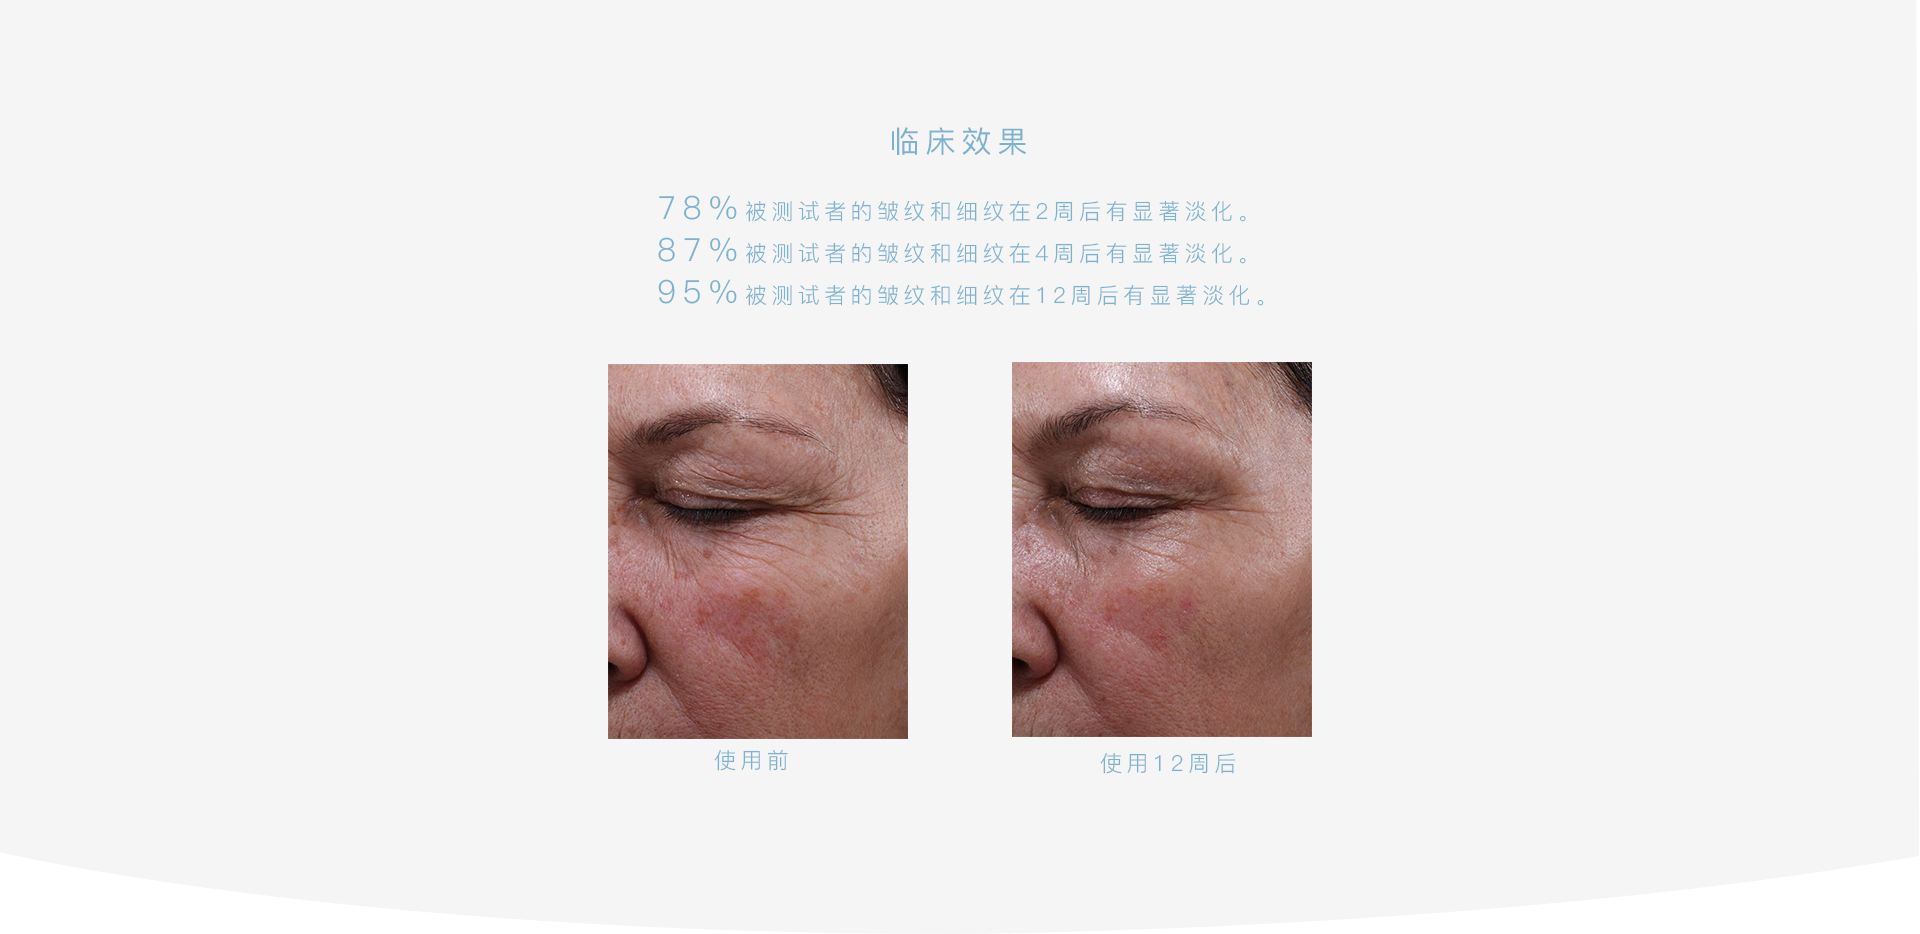 临床效果
78%被测试者的皱纹和细纹在2周后有显著淡化。
87%被测试者的皱纹和细纹在4周后有显著淡化。
95%被测试者的皱纹和细纹在12周后有显著淡化。
使用前
使用12周后